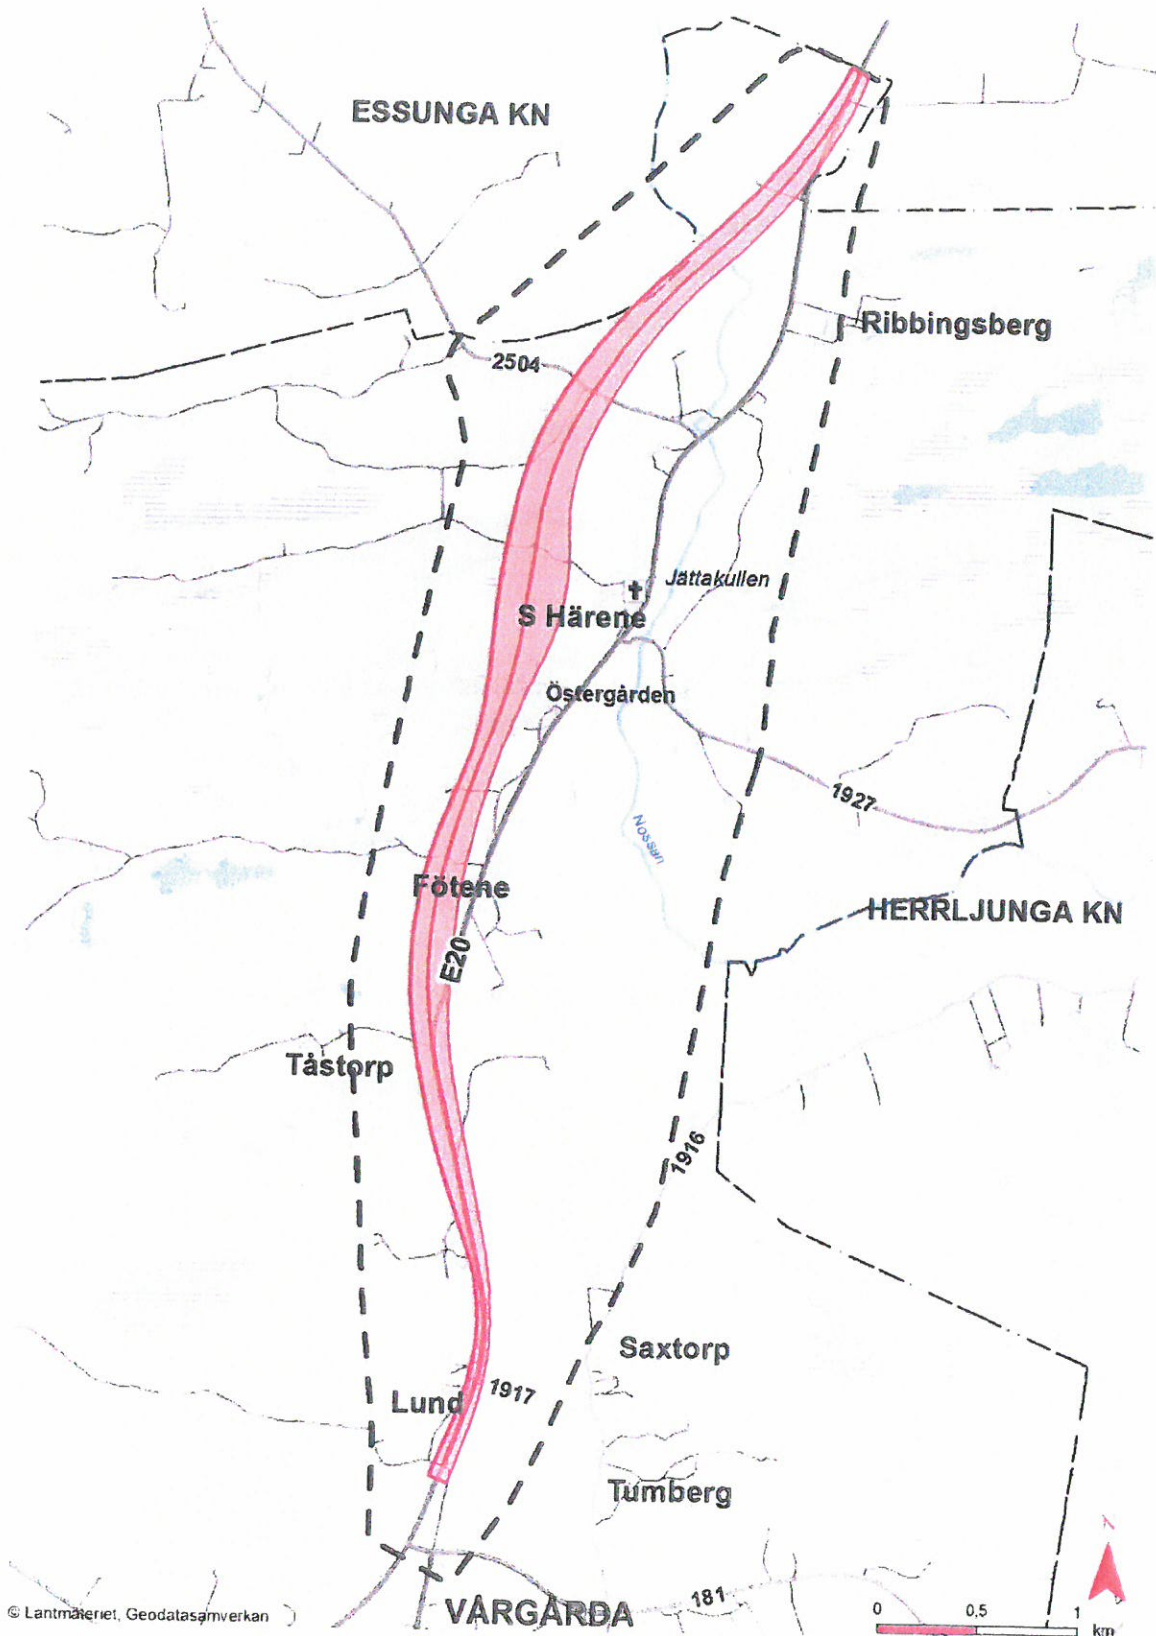 ESSUNGA KN
Ribbingsberg
2504
Jättakullen
S Härene
Östergården
1927
Nossan
Fötene
HERRLJUNGA KN
E20
Tåstorp
1916
Saxtorp
1917
Lund
Tumberg
N
181
VÅRGÅRDA
© Lantmäteriet, Geodatasamverkan
0 0,5 1
km